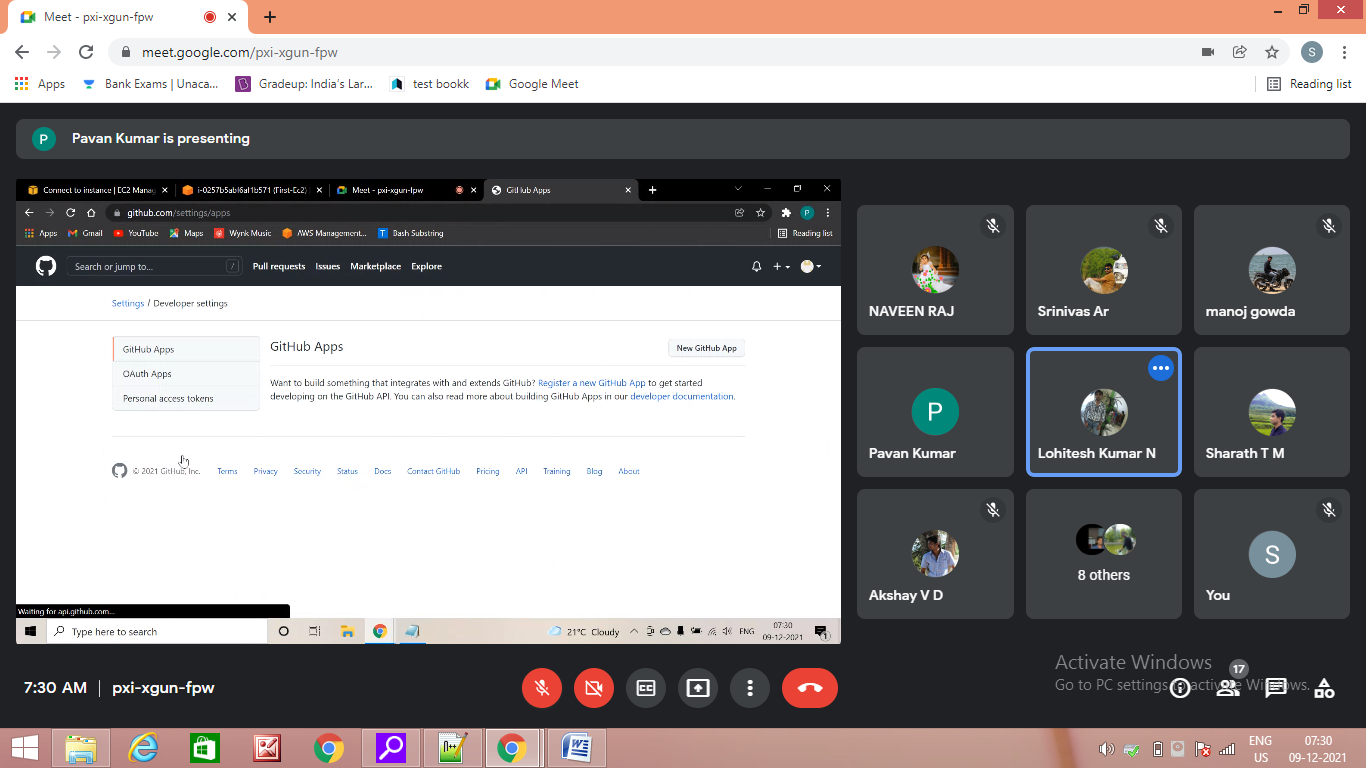 Meet - pxi-xgun-fpw
meet.google.com/pxi-xgun-fpw
S
Apps Bank Exams | Unaca... Gradeup: India's Lar... test bookk Google Meet Reading list
P Pavan Kumar is presenting
Connect to instance | EC2 Manag i-0257b5abf6af1b571 (First-Ec2) Meet - pxi-xgun-fpw GitHub Apps
github.com/settings/apps P
Apps Gmail YouTube Maps Wynk Music AWS Management... T Bash Substring Reading list
Search or jump to... / Pull requests Issues Marketplace Explore
Settings / Developer settings
GitHub Apps
OAuth Apps
Personal access tokens
GitHub Apps New GitHub App
Want to build something that integrates with and extends GitHub? Register a new GitHub App to get started
developing on the GitHub API. You can also read more about building GitHub Apps in our developer documentation.
© 2021 GitHub, Inc. Terms Privacy Security Status Docs Contact GitHub Pricing API Training Blog About
Waiting for api.github.com...
Type here to search 21°C Cloudy ENG 07:30
09-12-2021 1
NAVEEN RAJ
Srinivas Ar
manoj gowda
P
Pavan Kumar
Lohitesh Kumar N
Sharath T M
Akshay V D
8 others
S
You
7:30 AM | pxi-xgun-fpw
CC
17
Activate Windows
Go to PC settings to activate Windows.
N++
W
ENG
US
07:30
09-12-2021